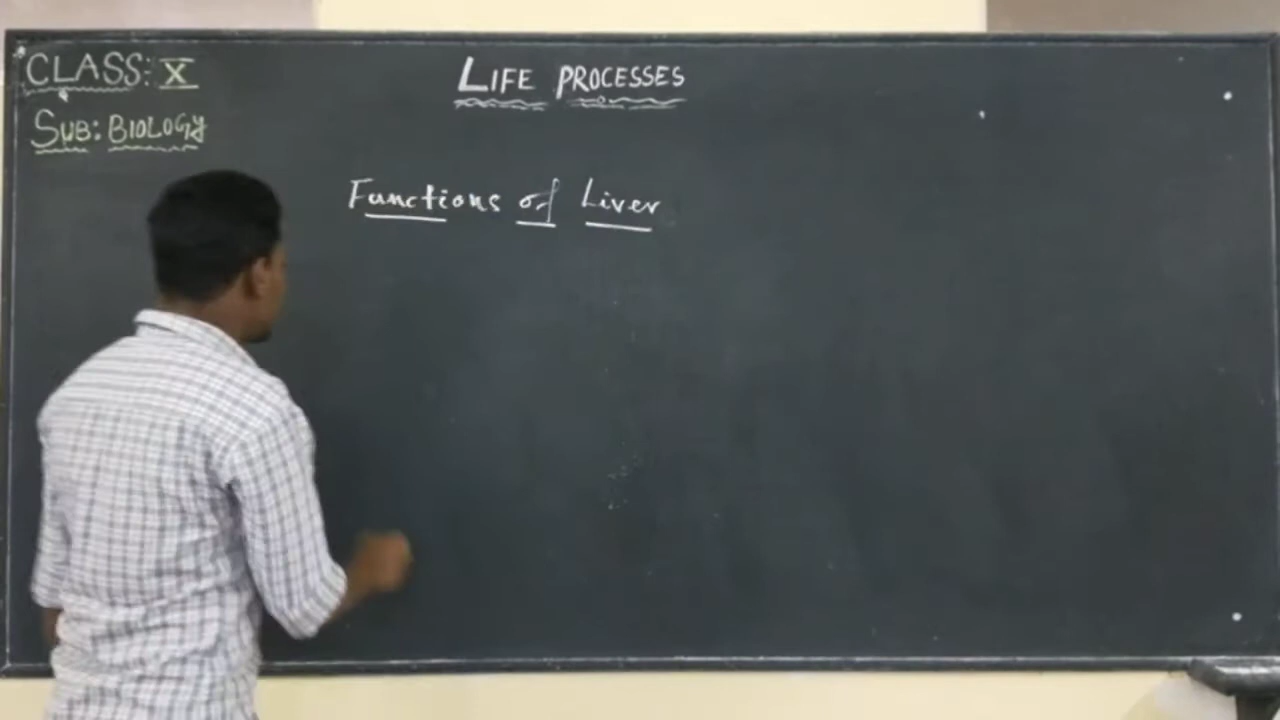 CLASS: X
LIFE PROCESSES
SUB: BIOLOGY
Functions of Liver